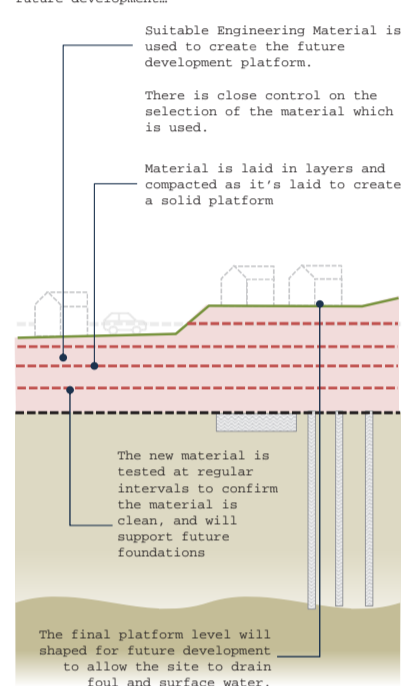 future development…
Suitable Engineering Material is
used to create the future
development platform.
There is close control on the
selection of the material which
is used.
Material is laid in layers and
compacted as it's laid to create
a solid platform
The new material is
tested at regular
intervals to confirm
the material is
clean, and will
support future
foundations
The final platform level will
shaped for future development
to allow the site to drain
foul and surface water.